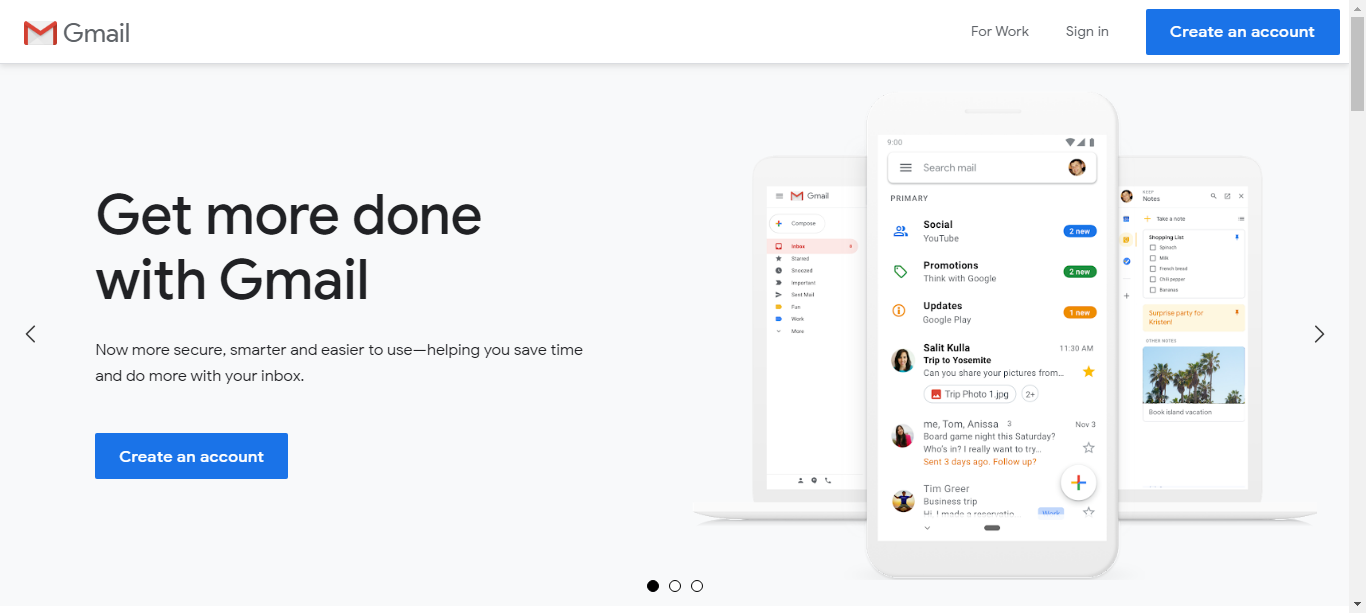 Gmail
For Work
Sign in
Create an account
Get more done
with Gmail
Now more secure, smarter and easier to use—helping you save time
and do more with your inbox.
Create an account
Gmail
Compose
Inbox
Starred
Snoozed
Important
Sent Mail
Fun
Work
More
9:00
Search mail
PRIMARY
Social
YouTube
2 new
Promotions
Think with Google
2 new
Updates
Google Play
1 new
Salit Kulla
11:30 AM
Trip to Yosemite
Can you share your pictures from...
Trip Photo 1.jpg
2+
me, Tom, Anissa 3
Nov 3
Board game night this Saturday?
Who's in? I really want to try...
Sent 3 days ago. Follow up?
Tim Greer
Business trip
Hi, I made a reservatio
Work
KEEP
Notes
Take a note
Shopping List
Spinach
Milk
French bread
Chili pepper
Bananas
Surprise party for
Kristen!
OTHER NOTES
Book island vacation